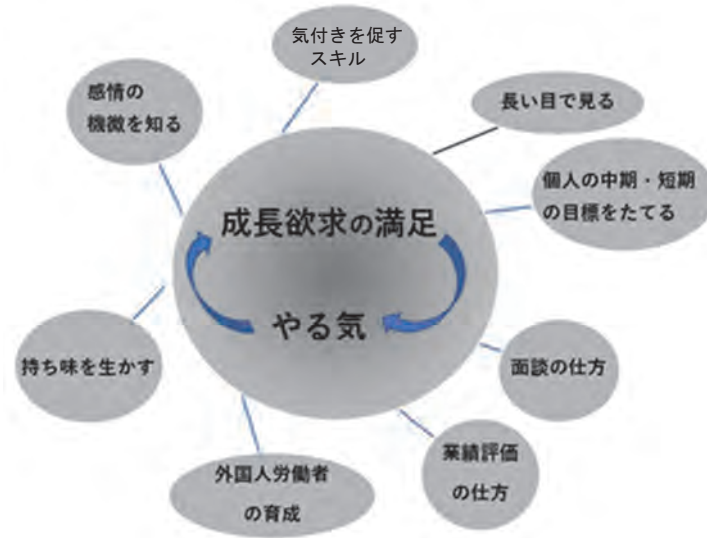 気付きを促す
スキル
感情の
機微を知る
長い目で見る
個人の中期・短期
の目標をたてる
成長欲求の満足
やる気
持ち味を生かす
面談の仕方
業績評価
の仕方
外国人労働者
の育成